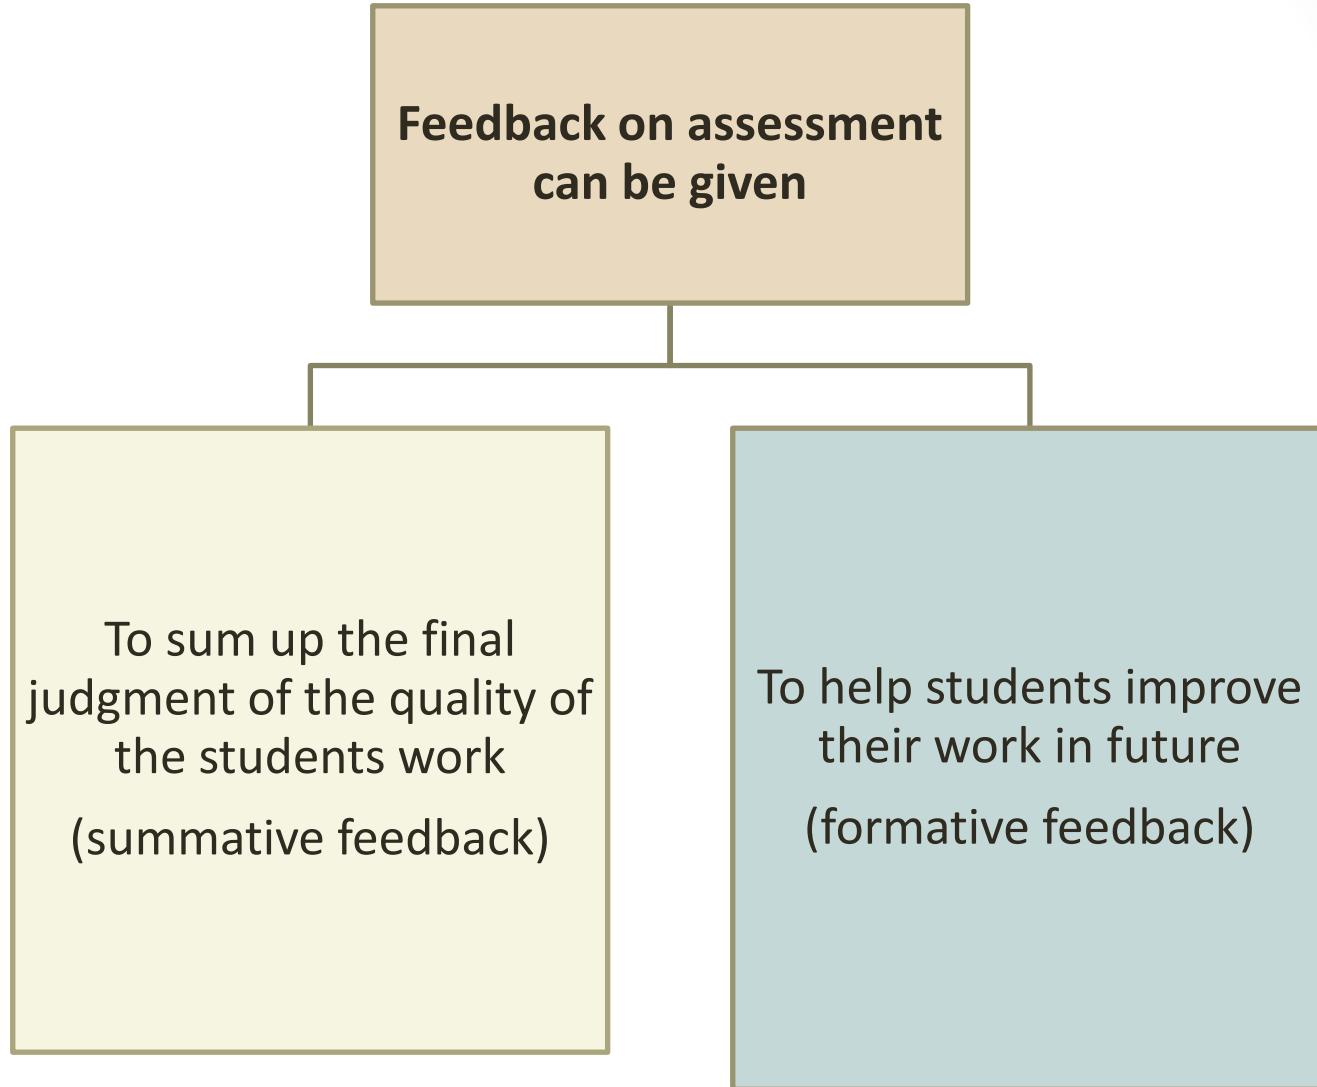 Feedback on assessment
can be given
To sum up the final
judgment of the quality of
the students work
(summative feedback)
To help students improve
their work in future
(formative feedback)